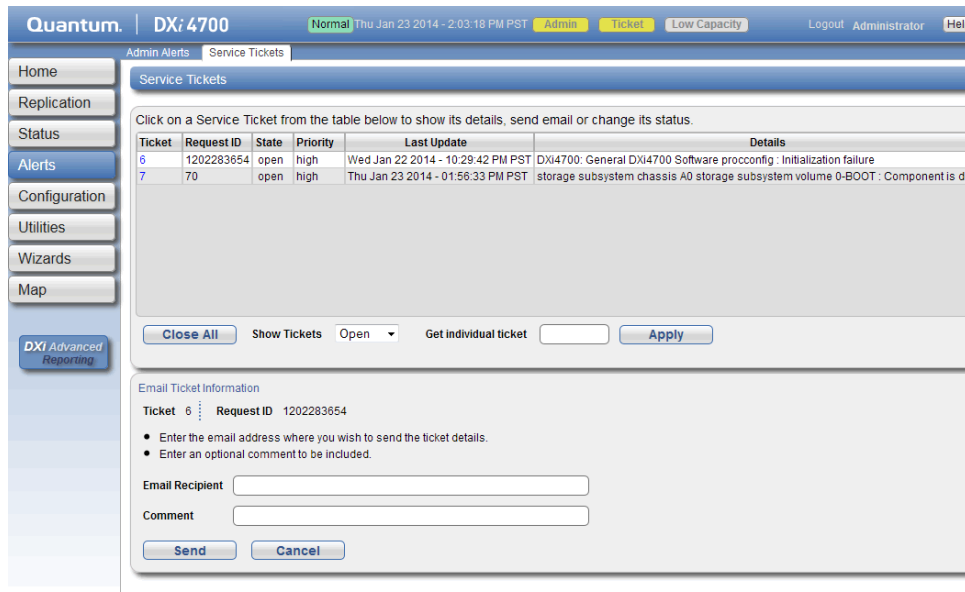 Quantum. DXi 4700 Normal Thu Jan 23 2014 - 2:03:18 PM PST Admin Ticket Low Capacity Logout Administrator
Admin Alerts Service Tickets
Home
Replication
Status
Alerts
Configuration
Utilities
Wizards
Map
DXi Advanced
Reporting
Service Tickets
Click on a Service Ticket from the table below to show its details, send email or change its status.
Ticket Request ID State Priority Last Update Details
6 1202283654 open high Wed Jan 22 2014 - 10:29:42 PM PST DXi4700: General DXi4700 Software procconfig : Initialization failure
7 70 open high Thu Jan 23 2014 - 01:56:33 PM PST storage subsystem chassis A0 storage subsystem volume 0-BOOT : Component is
Close All Show Tickets Open Get individual ticket Apply
Email Ticket Information
Ticket 6 Request ID 1202283654
• Enter the email address where you wish to send the ticket details.
• Enter an optional comment to be included.
Email Recipient
Comment
Send Cancel